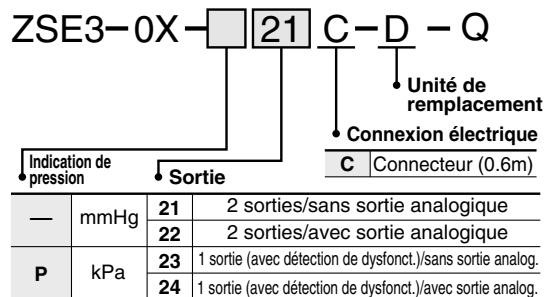 ZSE3-0X- 21 C-D-Q
Unité de
remplacement
Connexion électrique
C Connecteur (0.6m)
Indication de
pression
Sortie
— mmHg 21 2 sorties/sans sortie analogique
22 2 sorties/avec sortie analogique
P kPa 23 1 sortie (avec détection de dysfonct.)/sans sortie analog.
24 1 sortie (avec détection de dysfonct.)/avec sortie analog.